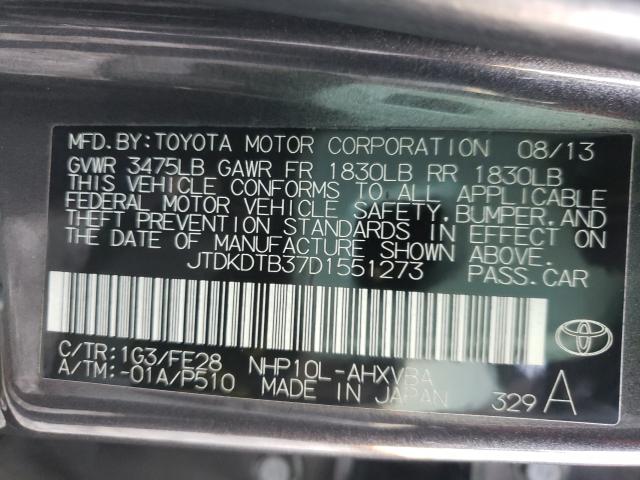 MFD.BY:TOYOTA MOTOR CORPORATION 08/13
GVWR 3475LB GAWR FR 1830LB RR 1830LB
THIS VEHICLE CONFORMS TO ALL APPLICABLE
FEDERAL MOTOR VEHICLE SAFETY,BUMPER,AND
THEFT PREVENTION STANDARDS IN EFFECT ON
THE DATE OF MANUFACTURE SHOWN ABOVE.
JTDKDTB37D1551273 PASS.CAR
C/TR:1G3/FE28 NHP10L-AHXVBA
A/TM:-01A/P510 MADE IN JAPAN
329 A